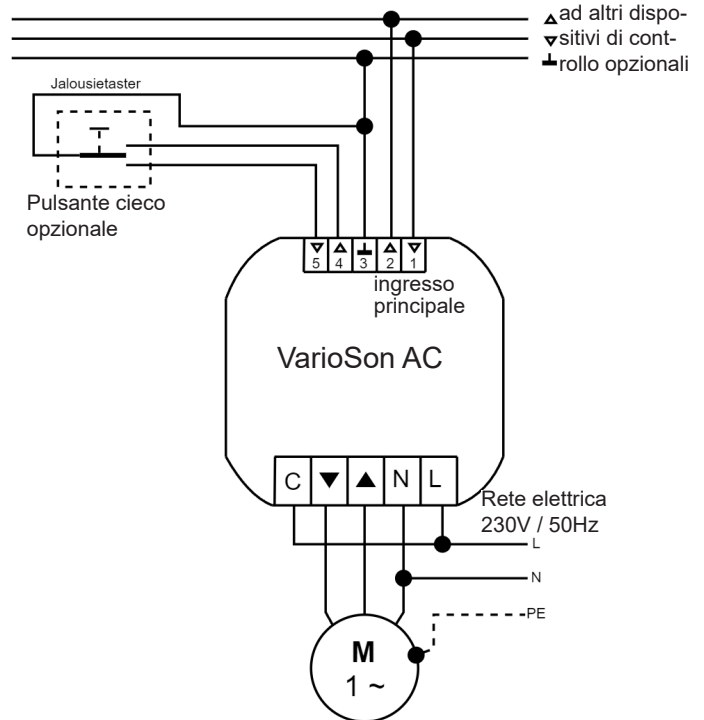 ad altri dispo-
sitivi di cont-
rollo opzionali
Jalousietaster
Pulsante cieco
opzionale
5 4 3 2 1
ingresso
principale
VarioSon AC
C N L
Rete elettrica
230V / 50Hz
L
N
PE
M
1 ~